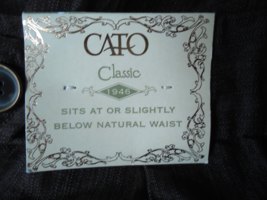 CATO
Classic
1946
SITS AT OR SLIGHTLY
BELOW NATURAL WAIST